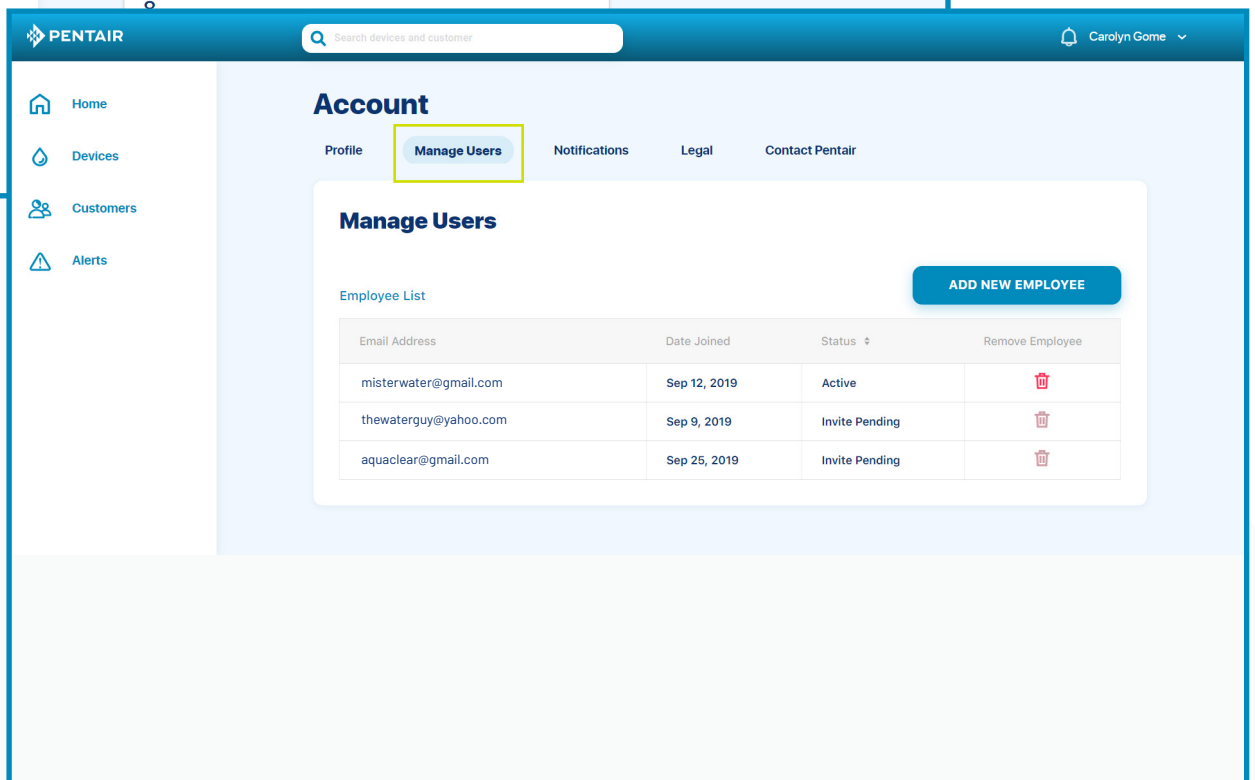 PENTAIR
Search devices and customer
Carolyn Gome
Home
Devices
Customers
Alerts
Account
Profile Manage Users Notifications Legal Contact Pentair
Manage Users
ADD NEW EMPLOYEE
Employee List
Email Address Date Joined Status Remove Employee
misterwater@gmail.com Sep 12, 2019 Active
thewaterguy@yahoo.com Sep 9, 2019 Invite Pending
aquaclear@gmail.com Sep 25, 2019 Invite Pending